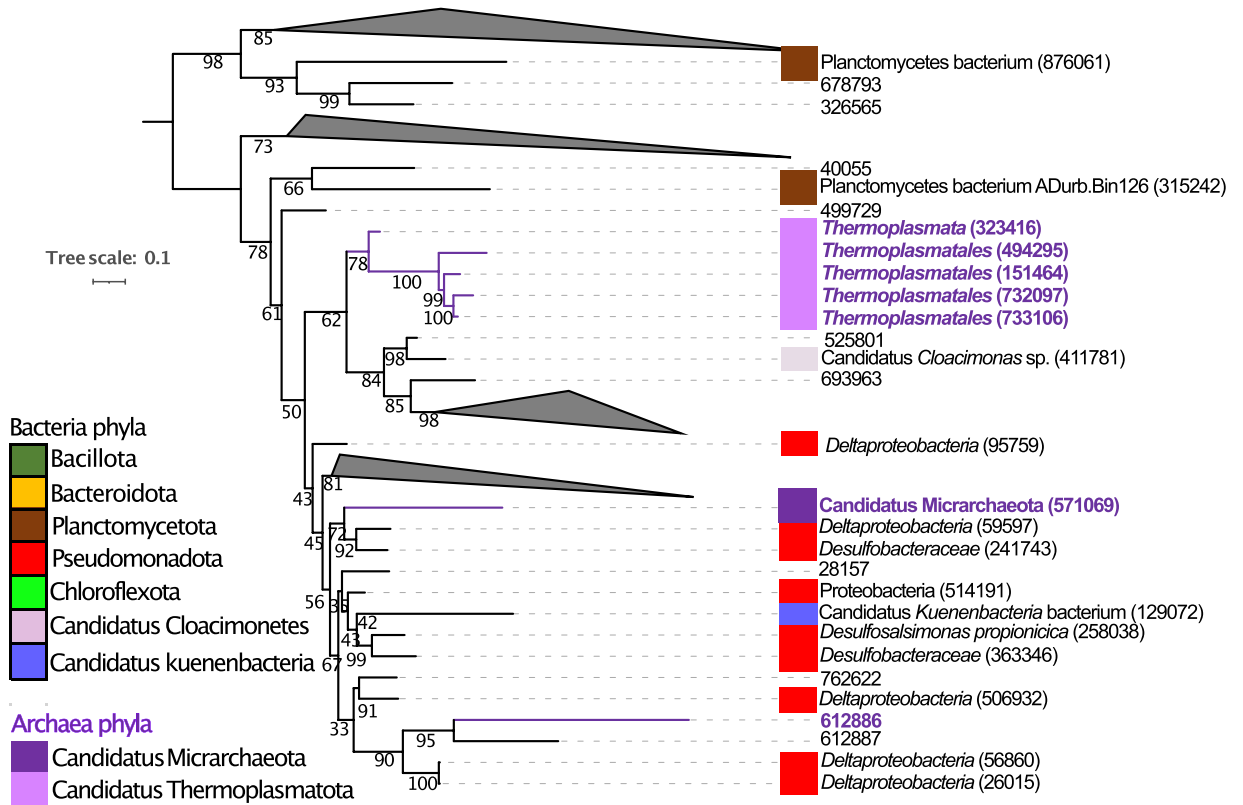 85
98
Planctomycetes bacterium (876061)
93
678793
99
326565
73
40055
66
Planctomycetes bacterium ADurb.Bin126 (315242)
499729
Thermoplasmata (323416)
78
Thermoplasmatales (494295)
Tree scale: 0.1
78
100
Thermoplasmatales (151464)
99
Thermoplasmatales (732097)
61
62
100
Thermoplasmatales (733106)
525801
98
Candidatus Cloacimonas sp. (411781)
84
693963
50
85
98
Deltaproteobacteria (95759)
81
43
Candidatus Micrarchaeota (571069)
72
Deltaproteobacteria (59597)
45
92
Desulfobacteraceae (241743)
28157
56
Proteobacteria (514191)
42
Candidatus Kuenenbacteria bacterium (129072)
43
Desulfosalsimonas propionicica (258038)
67
99
Desulfobacteraceae (363346)
762622
91
Deltaproteobacteria (506932)
33
612886
95
612887
90
Deltaproteobacteria (56860)
100
Deltaproteobacteria (26015)
Bacteria phyla
Bacillota
Bacteroidota
Planctomycetota
Pseudomonadota
Chloroflexota
Candidatus Cloacimonetes
Candidatus kuenenbacteria
Archaea phyla
Candidatus Micrarchaeota
Candidatus Thermoplasmatota